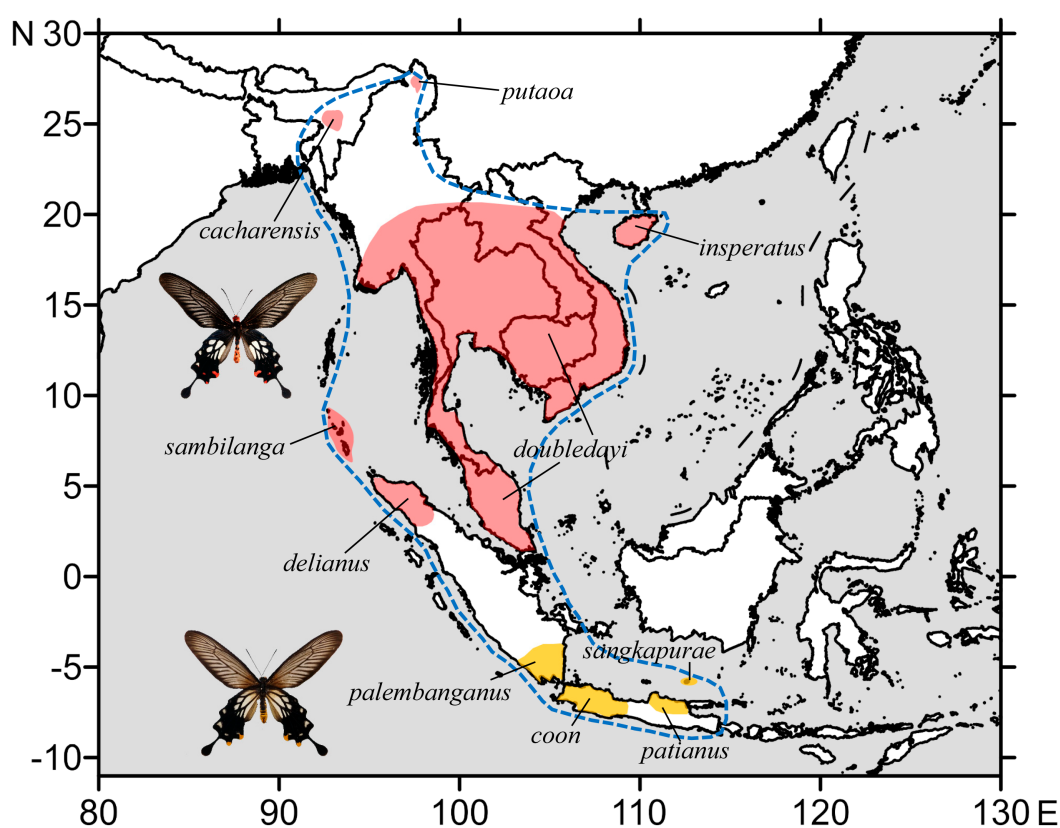 N 30
putaoa
25
cacharensis
20
insperatus
15
10
sambilanga
doubledayi
5
delianus
0
sangkapurae
-5
palembanganus
coon
patianus
-10
80
90
100
110
120
130 E